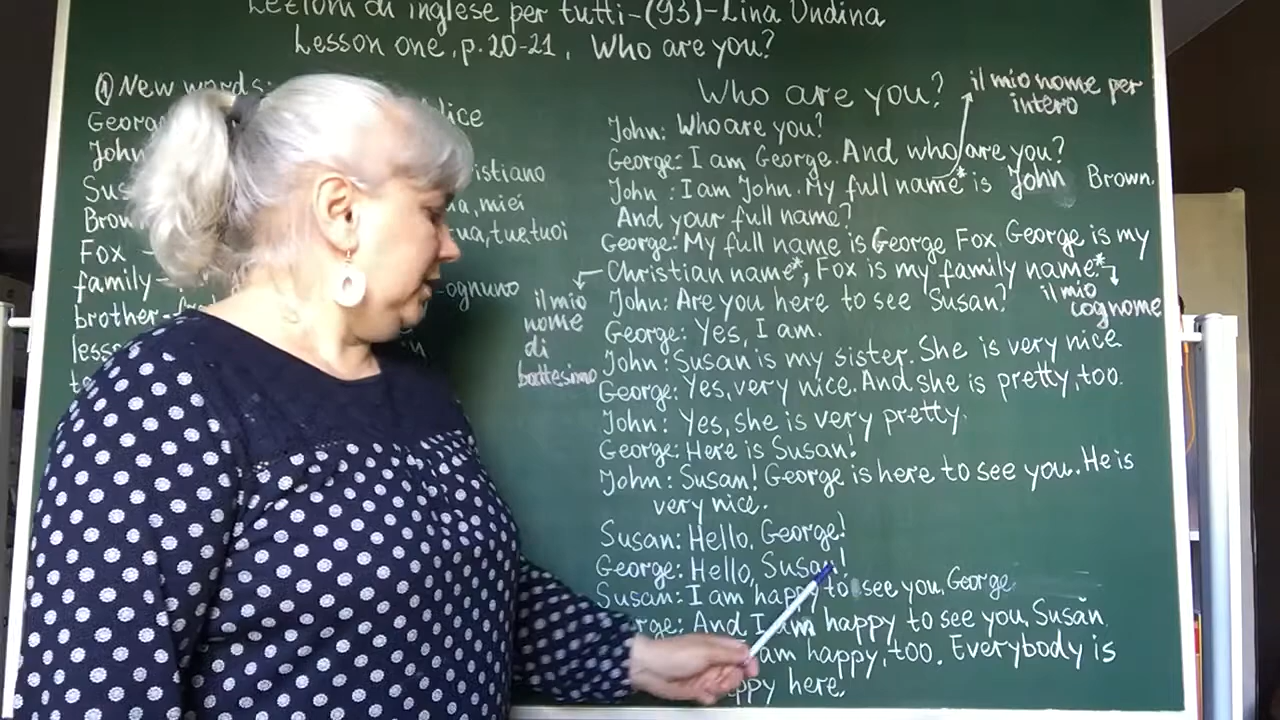 Lezioni di inglese per tutti-(93)-Lina Undina
Lesson one, p. 20-21, Who are you?
① New words:
John
Fox -
family-
brother-
istiano
miei
tua, tue, tuoi
-ognuno
Who are you?
il mio nome per
intero
John: Who are you?
George: I am George. And who are you?
John: I am John. My full name* is John Brown.
And your full name?
George: My full name is George Fox. George is my
Christian name*, Fox is my family name*.
il mio
nome
di
battesimo
il mio
cognome
John: Are you here to see Susan?
George: Yes, I am.
John: Susan is my sister. She is very nice
George: Yes, very nice. And she is pretty, too.
John: Yes, she is very pretty.
George: Here is Susan!
John: Susan! George is here to see you. He is
very nice.
Susan: Hello, George!
George: Hello, Susan!
Susan: I am happy to see you, George
rge: And I am happy to see you, Susan.
am happy, too. Everybody is
ppy here.